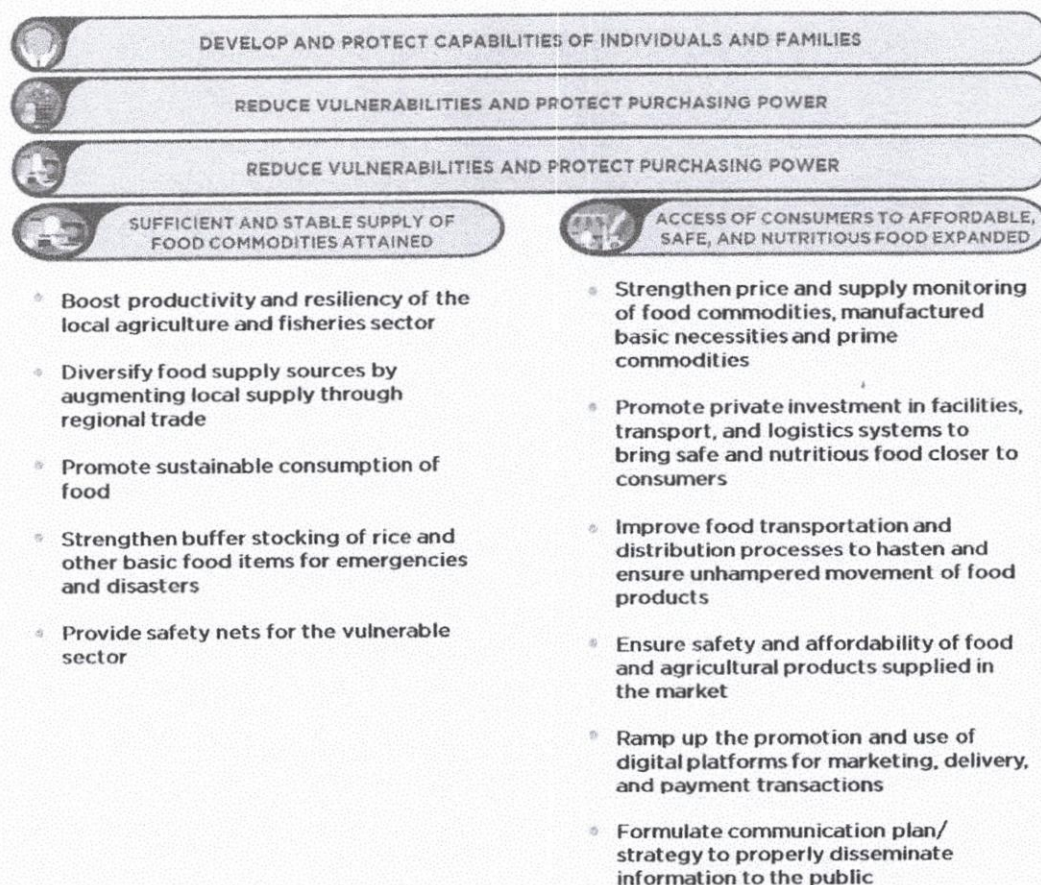 DEVELOP AND PROTECT CAPABILITIES OF INDIVIDUALS AND FAMILIES
REDUCE VULNERABILITIES AND PROTECT PURCHASING POWER
REDUCE VULNERABILITIES AND PROTECT PURCHASING POWER
SUFFICIENT AND STABLE SUPPLY OF
FOOD COMMODITIES ATTAINED
Boost productivity and resiliency of the
local agriculture and fisheries sector
Diversify food supply sources by
augmenting local supply through
regional trade
Promote sustainable consumption of
food
Strengthen buffer stocking of rice and
other basic food items for emergencies
and disasters
Provide safety nets for the vulnerable
sector
ACCESS OF CONSUMERS TO AFFORDABLE,
SAFE, AND NUTRITIOUS FOOD EXPANDED
Strengthen price and supply monitoring
of food commodities, manufactured
basic necessities and prime
commodities
Promote private investment in facilities,
transport, and logistics systems to
bring safe and nutritious food closer to
consumers
Improve food transportation and
distribution processes to hasten and
ensure unhampered movement of food
products
Ensure safety and affordability of food
and agricultural products supplied in
the market
Ramp up the promotion and use of
digital platforms for marketing, delivery,
and payment transactions
Formulate communication plan/
strategy to properly disseminate
information to the public